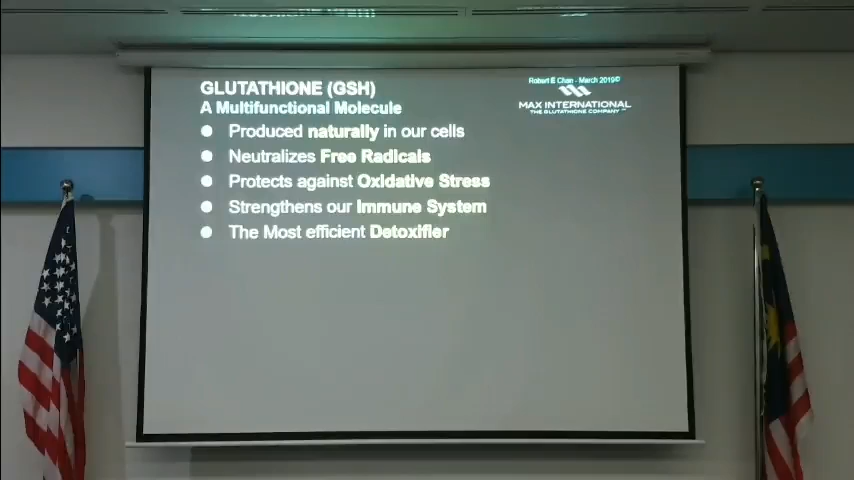 GLUTATHIONE (GSH)
A Multifunctional Molecule
● Produced naturally in our cells
● Neutralizes Free Radicals
● Protects against Oxidative Stress
● Strengthens our Immune System
● The Most efficient Detoxifier
Robert E Chan - March 2019©
MAX INTERNATIONAL
THE GLUTATHIONE COMPANY ™